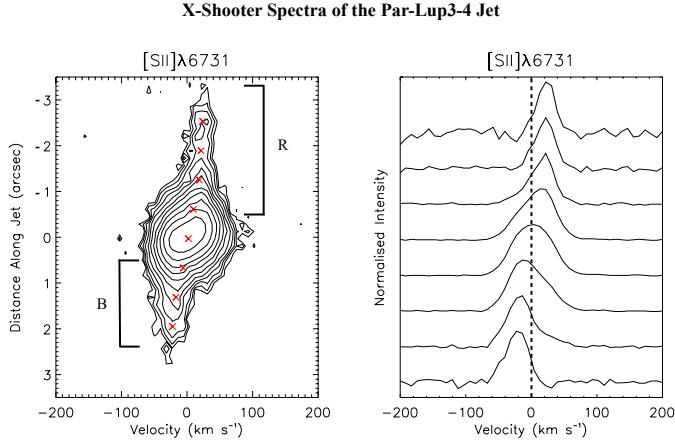 X-Shooter Spectra of the Par-Lup3-4 Jet
[SII]λ6731
Distance Along Jet (arcsec)
-3
-2
-1
0
1
2
3
R
B
-200 -100 0 100 200
Velocity (km s⁻¹)
[SII]λ6731
Normalised Intensity
-200 -100 0 100 200
Velocity (km s⁻¹)